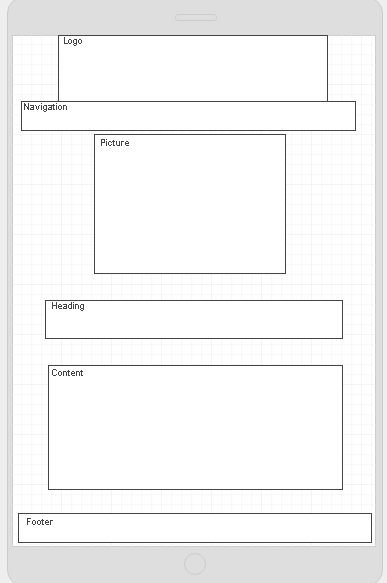 Logo
Navigation
Picture
Heading
Content
Footer